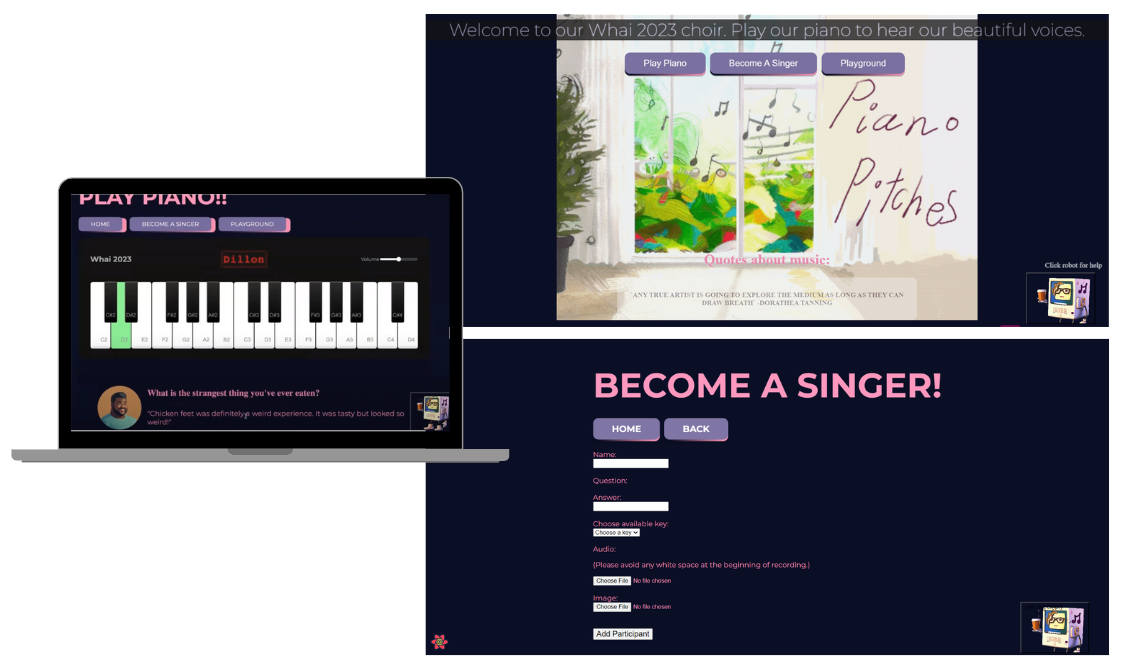 Welcome to our Whai 2023 choir. Play our piano to hear our beautiful voices.
Play Piano
Become A Singer
Playground
Piano
Pitches
Quotes about music:
"ANY TRUE ARTIST IS GOING TO EXPLORE THE MEDIUM AS LONG AS THEY CAN
DRAW BREATH" -DORATHEA TANNING
Click robot for help
PLAY PIANO!!
HOME
BECOME A SINGER
PLAYGROUND
Whai 2023
Dillon
Volume
C#2 D#2 F#2 G#2 A#2 C#3 D#3 F#3 G#3 A#3 C#4
C2 D2 E2 F2 G2 A2 B2 C3 D3 E3 F3 G3 A3 B3 C4 D4
What is the strangest thing you've ever eaten?
"Chicken feet was definitely a weird experience. It was tasty but looked so
weird!"
BECOME A SINGER!
HOME
BACK
Name:
Question:
Answer:
Choose available key:
Choose a key
Audio:
(Please avoid any white space at the beginning of recording.)
Choose File No file chosen
Image:
Choose File No file chosen
Add Participant